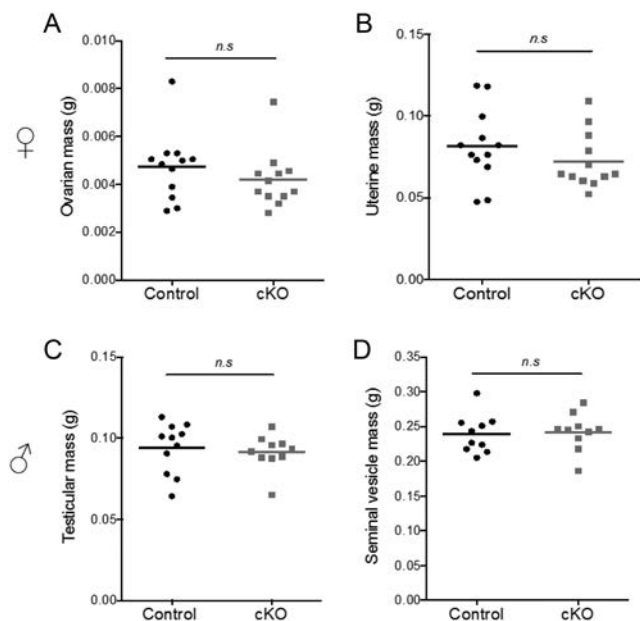 A
n.s
Ovarian mass (g)
0.010
0.008
0.006
0.004
0.002
0.000
Control
cKO
B
n.s
Uterine mass (g)
0.15
0.10
0.05
0.00
Control
cKO
♀
C
n.s
Testicular mass (g)
0.15
0.10
0.05
0.00
Control
cKO
D
n.s
Seminal vesicle mass (g)
0.35
0.30
0.25
0.20
0.15
0.10
0.05
0.00
Control
cKO
♂